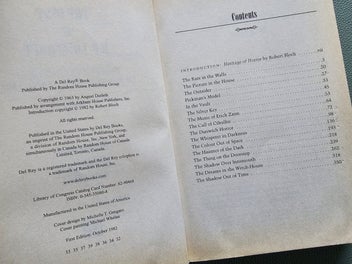 A Del Rey® Book
Published by The Random House Publishing Group
Copyright © 1963 by August Derleth
Published by arrangement with Arkham House Publishers, Inc.
Introduction copyright © 1982 by Robert Bloch
All rights reserved.
Published in the United States by Del Rey Books,
an imprint of The Random House Publishing Group,
a division of Random House, Inc., New York, and
simultaneously in Canada by Random House of Canada
Limited, Toronto, Canada.
Del Rey is a registered trademark and the Del Rey colophon is
a trademark of Random House, Inc.
www.delreybooks.com
Library of Congress Catalog Card Number:
ISBN 0-345-35080-4
Manufactured in the United States of America
Cover design by Michelle T. Gengaro
Cover painting Michael Whelan
First Edition: October 1982
Contents
INTRODUCTION: Heritage of Horror by Robert Bloch
The Rats in the Walls
The Picture in the House
The Outsider
Pickman's Model
In the Vault
The Silver Key
The Music of Erich Zann
The Call of Cthulhu
The Dunwich Horror
The Whisperer in Darkness
The Colour Out of Space
The Haunter of the Dark
The Thing on the Doorstep
The Shadow Over Innsmouth
The Dreams in the Witch-House
The Shadow Out of Time